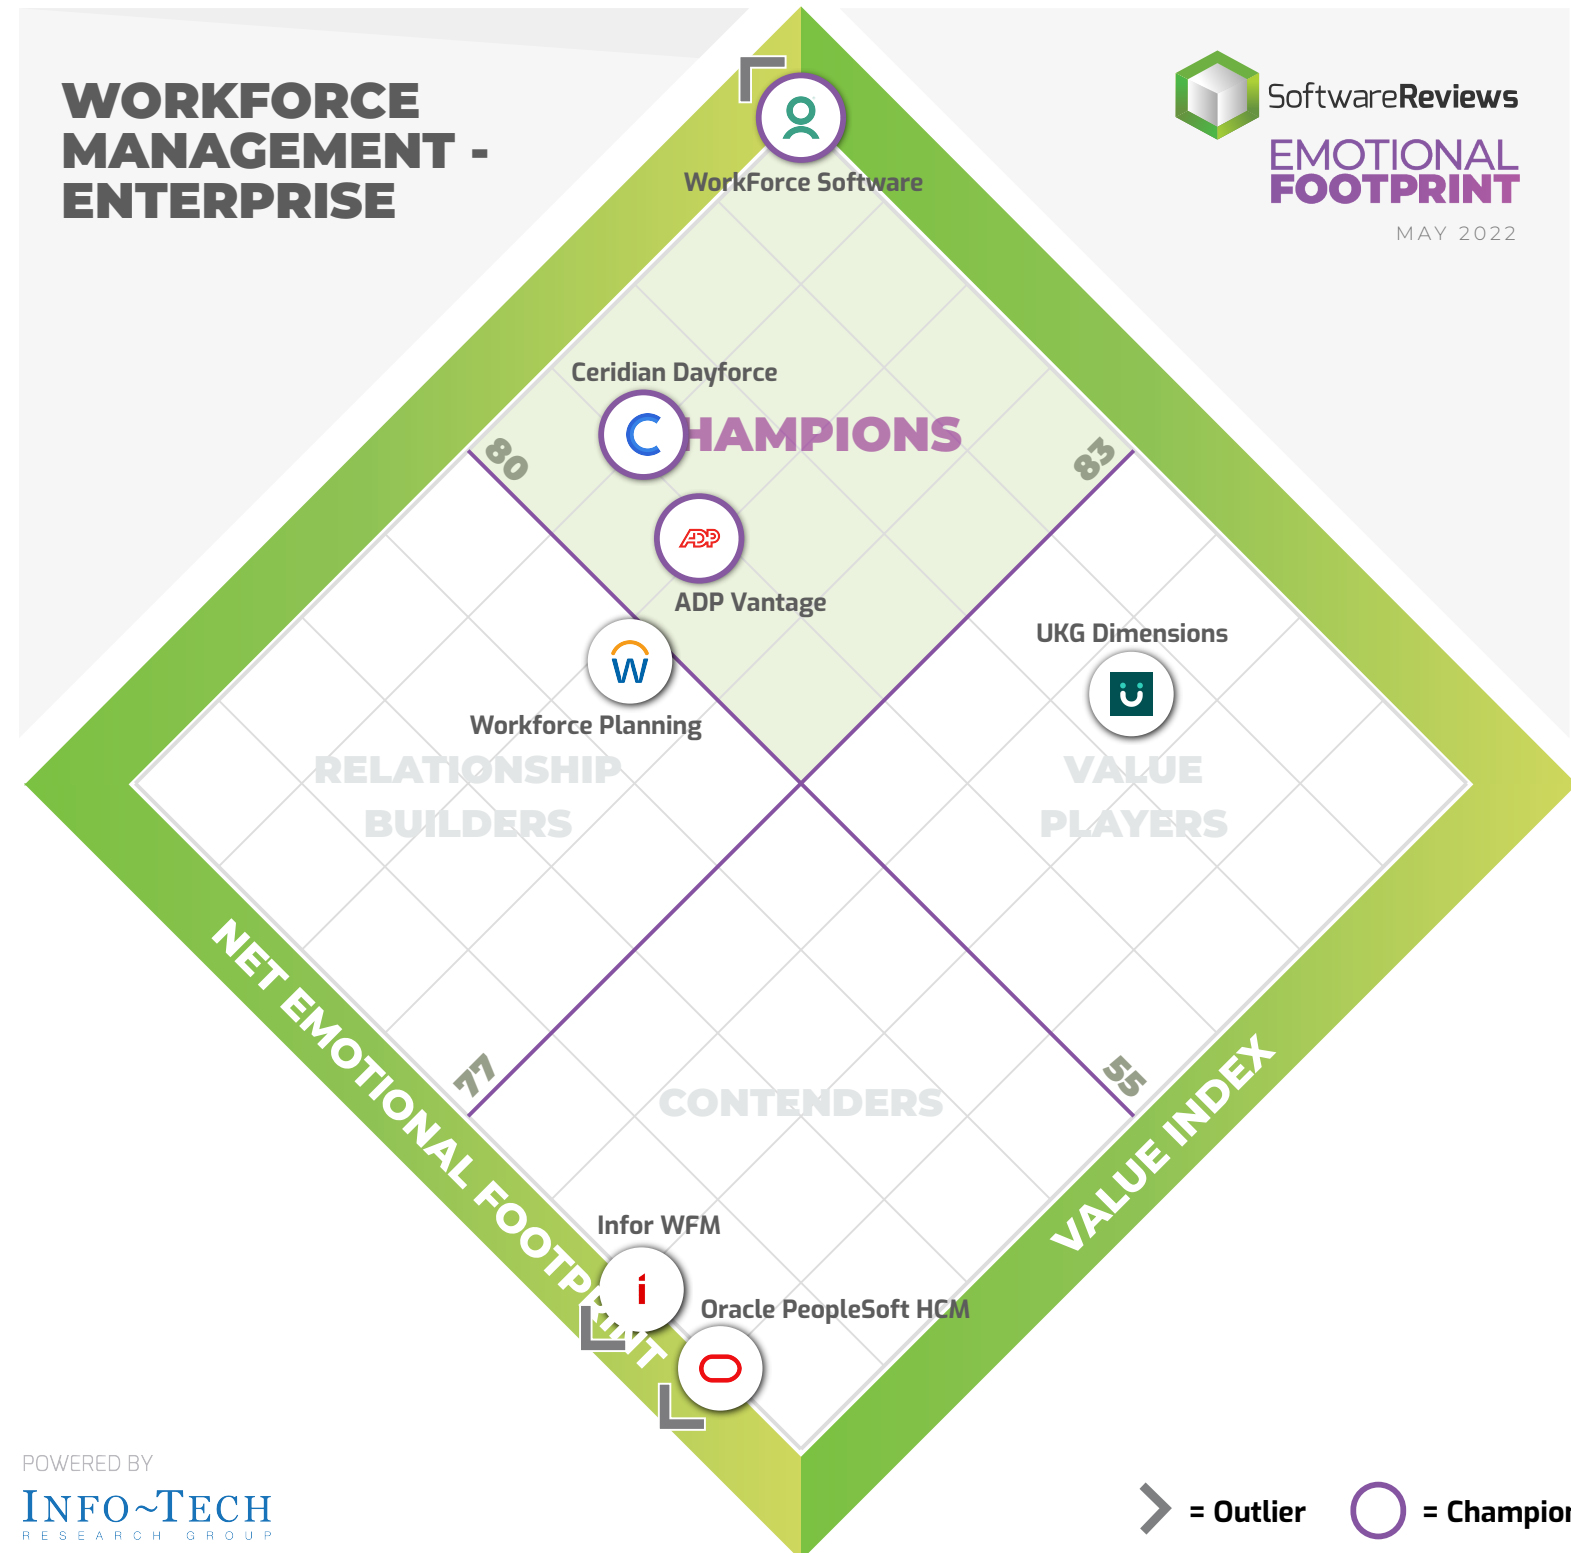 WORKFORCE
MANAGEMENT -
ENTERPRISE
SoftwareReviews
EMOTIONAL
FOOTPRINT
MAY 2022
WorkForce Software
Ceridian Dayforce
C
HAMPIONS
80
83
ADP
ADP Vantage
UKG Dimensions
W
Workforce Planning
RELATIONSHIP
BUILDERS
VALUE
PLAYERS
77
55
CONTENDERS
NET EMOTIONAL FOOTPRINT
VALUE INDEX
Infor WFM
i
Oracle PeopleSoft HCM
POWERED BY
INFO~TECH
RESEARCH GROUP
= Outlier
= Champion